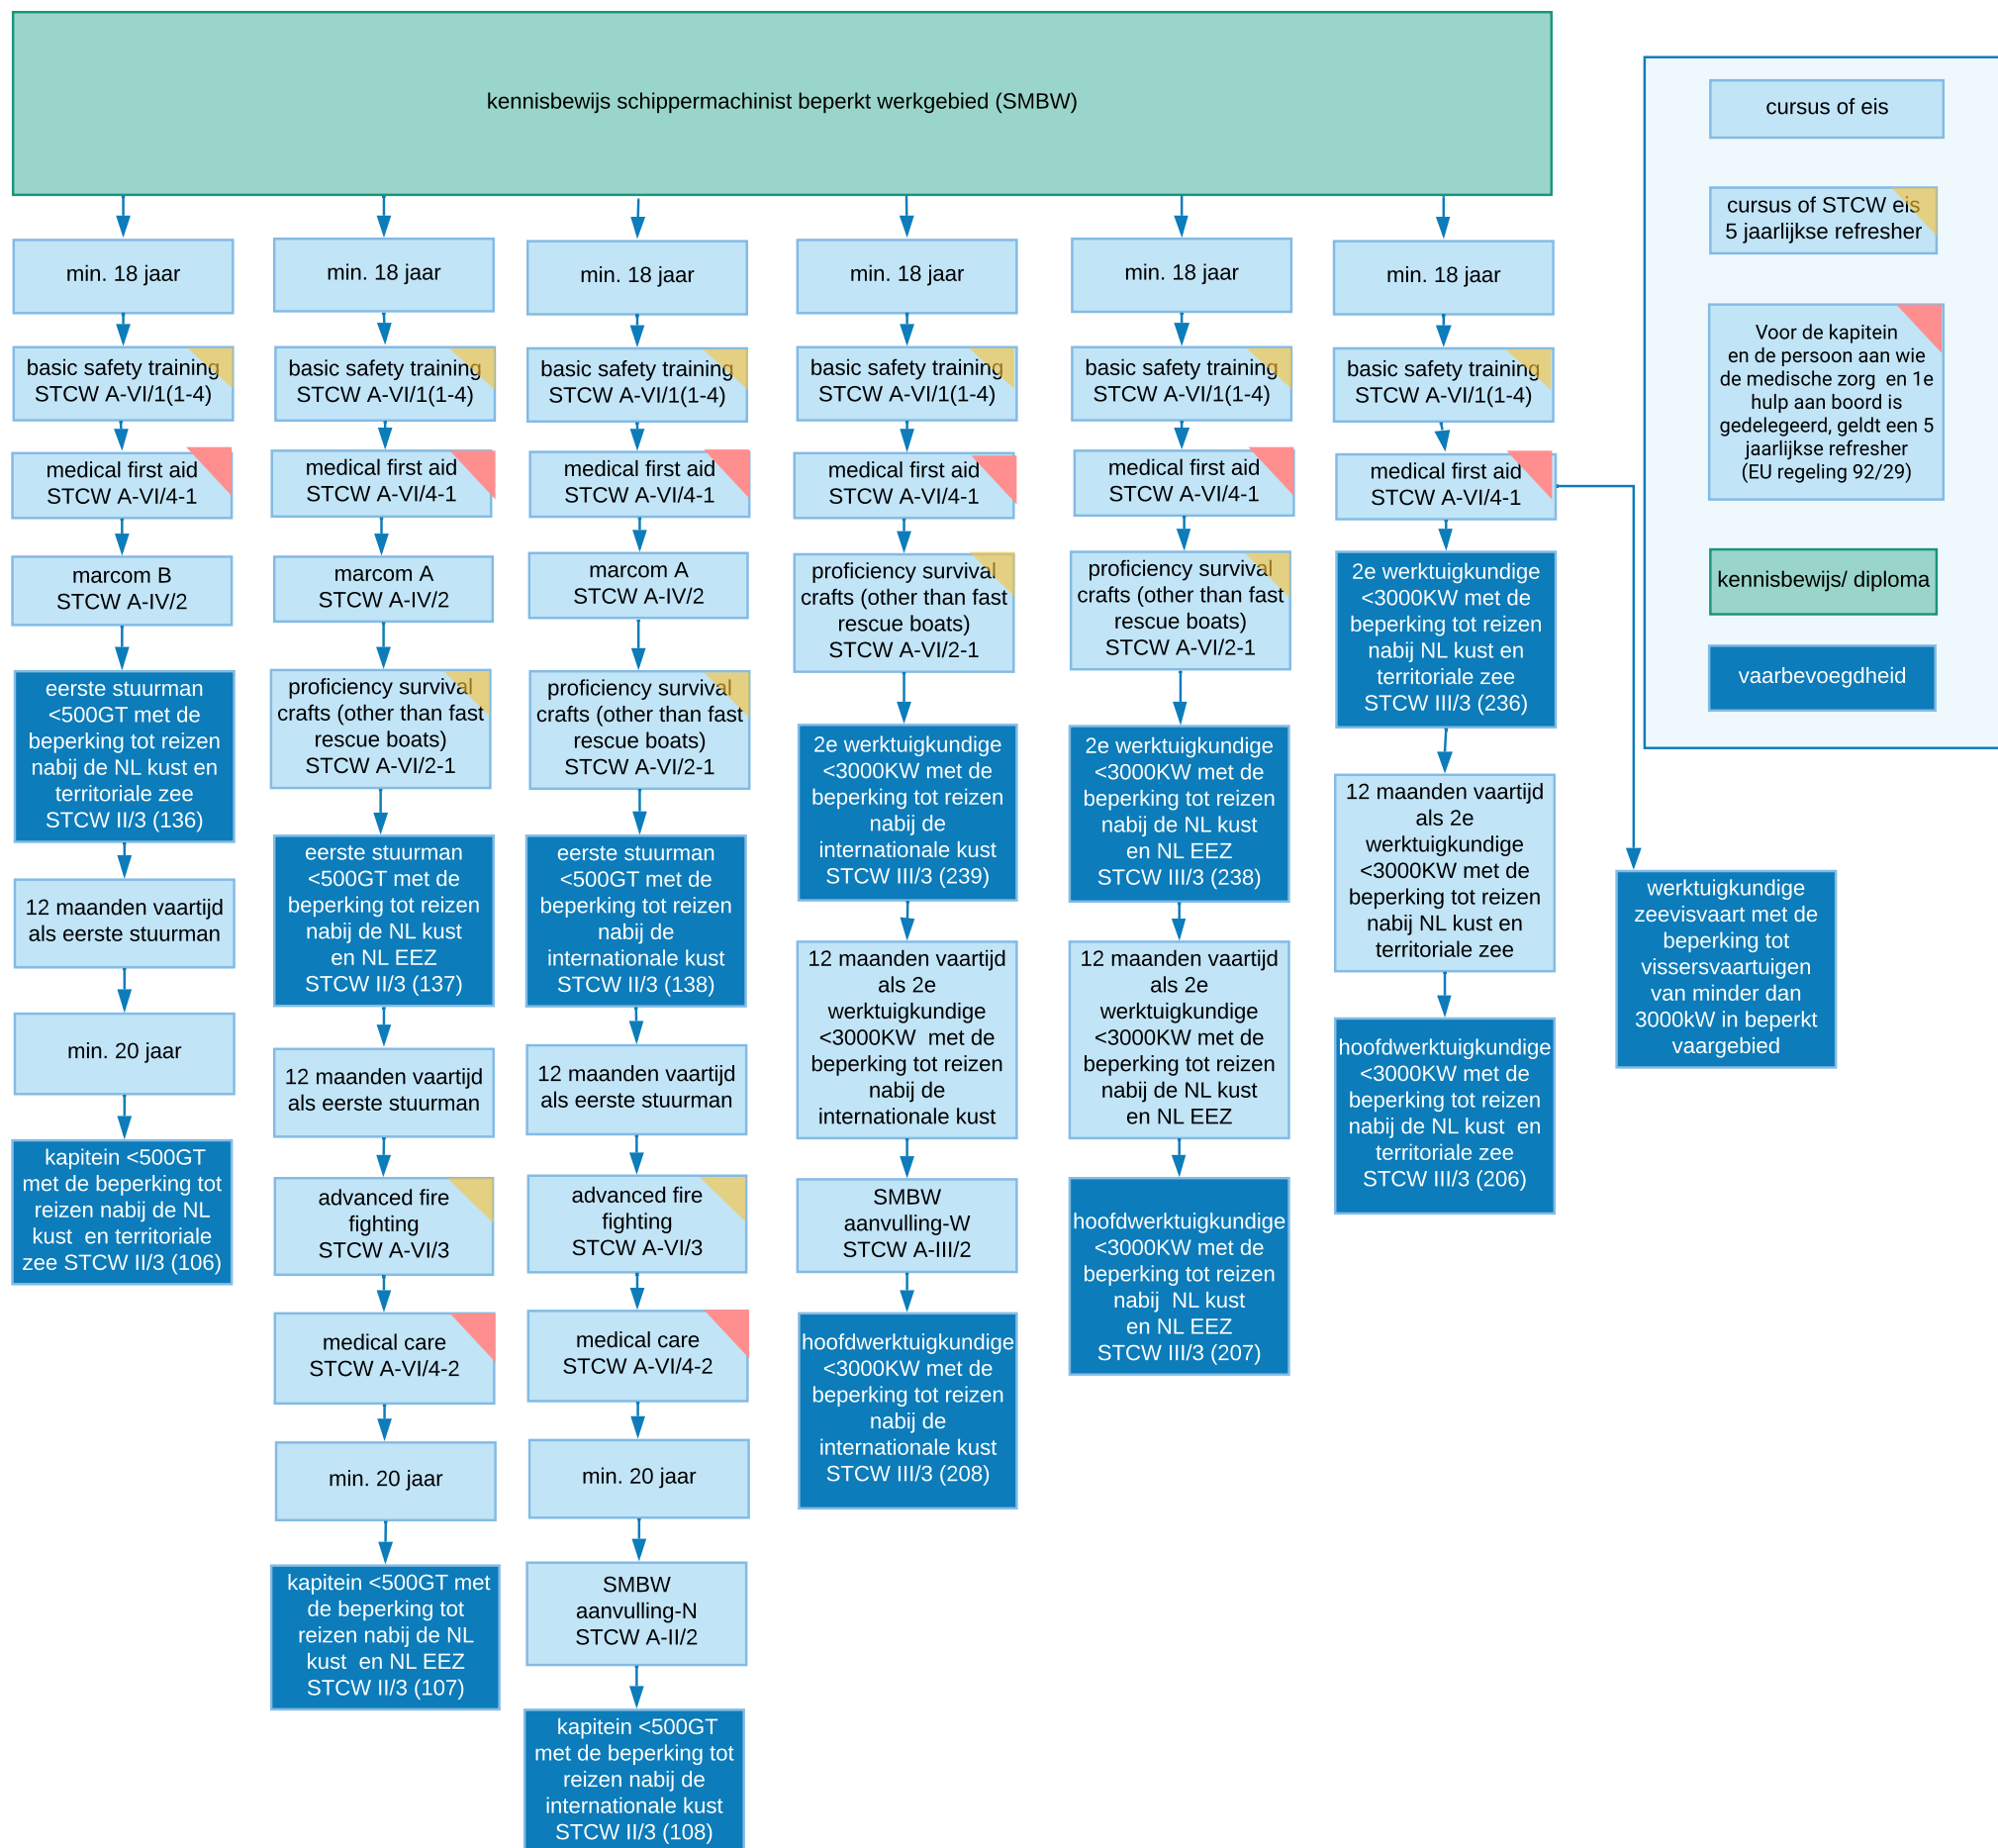 kennisbewijs schippermachinist beperkt werkgebied (SMBW)
min. 18 jaar
basic safety training
STCW A-VI/1(1-4)
medical first aid
STCW A-VI/4-1
marcom B
STCW A-IV/2
eerste stuurman
<500GT met de
beperking tot reizen
nabij de NL kust en
territoriale zee
STCW II/3 (136)
12 maanden vaartijd
als eerste stuurman
min. 20 jaar
kapitein <500GT
met de beperking tot
reizen nabij de NL
kust  en territoriale
zee STCW II/3 (106)
min. 18 jaar
basic safety training
STCW A-VI/1(1-4)
medical first aid
STCW A-VI/4-1
marcom A
STCW A-IV/2
proficiency survival
crafts (other than fast
rescue boats)
STCW A-VI/2-1
eerste stuurman
<500GT met de
beperking tot reizen
nabij de NL kust
en NL EEZ
STCW II/3 (137)
12 maanden vaartijd
als eerste stuurman
advanced fire
fighting
STCW A-VI/3
medical care
STCW A-VI/4-2
min. 20 jaar
kapitein <500GT met
de beperking tot
reizen nabij de NL
kust  en NL EEZ
STCW II/3 (107)
min. 18 jaar
basic safety training
STCW A-VI/1(1-4)
medical first aid
STCW A-VI/4-1
marcom A
STCW A-IV/2
proficiency survival
crafts (other than fast
rescue boats)
STCW A-VI/2-1
eerste stuurman
<500GT met de
beperking tot reizen
nabij de
internationale kust
STCW II/3 (138)
12 maanden vaartijd
als eerste stuurman
advanced fire
fighting
STCW A-VI/3
medical care
STCW A-VI/4-2
min. 20 jaar
SMBW
aanvulling-N
STCW A-II/2
kapitein <500GT
met de beperking tot
reizen nabij de
internationale kust
STCW II/3 (108)
min. 18 jaar
basic safety training
STCW A-VI/1(1-4)
medical first aid
STCW A-VI/4-1
proficiency survival
crafts (other than fast
rescue boats)
STCW A-VI/2-1
2e werktuigkundige
<3000KW met de
beperking tot reizen
nabij de
internationale kust
STCW III/3 (239)
12 maanden vaartijd
als 2e
werktuigkundige
<3000KW  met de
beperking tot reizen
nabij de
internationale kust
SMBW
aanvulling-W
STCW A-III/2
hoofdwerktuigkundige
<3000KW met de
beperking tot reizen
nabij de
internationale kust
STCW III/3 (208)
min. 18 jaar
basic safety training
STCW A-VI/1(1-4)
medical first aid
STCW A-VI/4-1
proficiency survival
crafts (other than fast
rescue boats)
STCW A-VI/2-1
2e werktuigkundige
<3000KW met de
beperking tot reizen
nabij de NL kust
en NL EEZ
STCW III/3 (238)
12 maanden vaartijd
als 2e
werktuigkundige
<3000KW met de
beperking tot reizen
nabij de NL kust
en NL EEZ
hoofdwerktuigkundige
<3000KW met de
beperking tot reizen
nabij  NL kust
en NL EEZ
STCW III/3 (207)
min. 18 jaar
basic safety training
STCW A-VI/1(1-4)
medical first aid
STCW A-VI/4-1
2e werktuigkundige
<3000KW met de
beperking tot reizen
nabij NL kust en
territoriale zee
STCW III/3 (236)
12 maanden vaartijd
als 2e
werktuigkundige
<3000KW met de
beperking tot reizen
nabij NL kust en
territoriale zee
hoofdwerktuigkundige
<3000KW met de
beperking tot reizen
nabij de NL kust  en
territoriale zee
STCW III/3 (206)
werktuigkundige
zeevisvaart met de
beperking tot
vissersvaartuigen
van minder dan
3000kW in beperkt
vaargebied
cursus of eis
cursus of STCW eis
5 jaarlijkse refresher
Voor de kapitein
en de persoon aan wie
de medische zorg  en 1e
hulp aan boord is
gedelegeerd, geldt een 5
jaarlijkse refresher
(EU regeling 92/29)
kennisbewijs/ diploma
vaarbevoegdheid